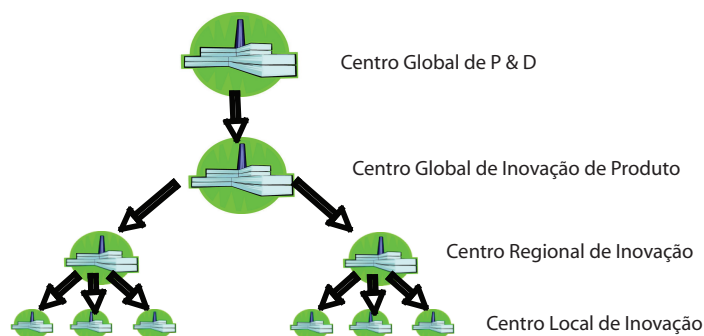 Centro Global de P & D
Centro Global de Inovação de Produto
Centro Regional de Inovação
Centro Local de Inovação